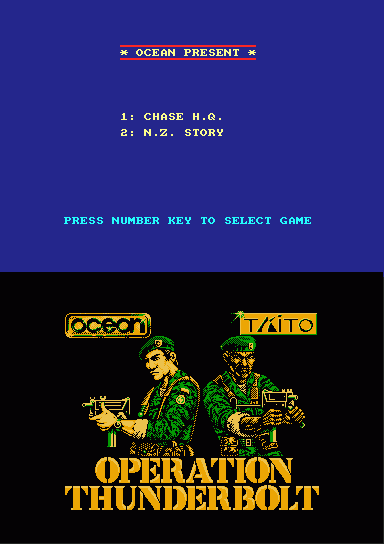 * OCEAN PRESENT *
1: CHASE H.Q.
2: N.Z. STORY
PRESS NUMBER KEY TO SELECT GAME
ocean TAITO
OPERATION
THUNDERBOLT